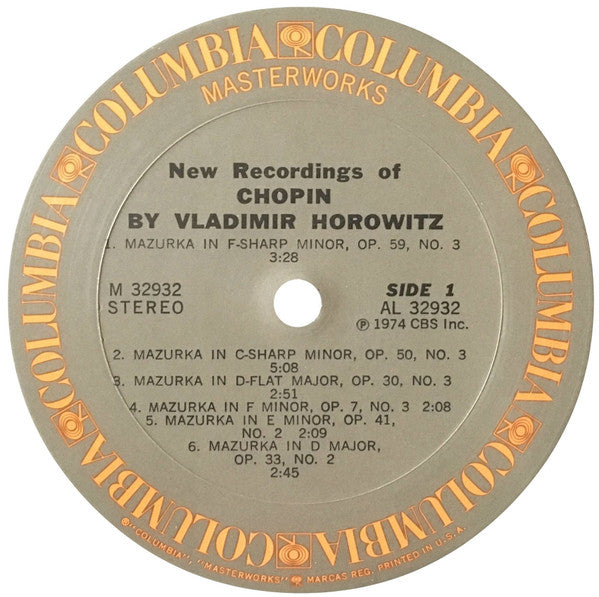 COLUMBIA COLUMBIA COLUMBIA COLUMBIA COLUMBIA COLUMBIA COLUMBIA COLUMBIA
MASTERWORKS
New Recordings of
CHOPIN
BY VLADIMIR HOROWITZ
1. MAZURKA IN F-SHARP MINOR, OP. 59, NO. 3
3:28
M 32932
STEREO
SIDE 1
AL 32932
Ⓟ 1974 CBS Inc.
2. MAZURKA IN C-SHARP MINOR, OP. 50, NO. 3
5:08
3. MAZURKA IN D-FLAT MAJOR, OP. 30, NO. 3
2:51
4. MAZURKA IN F MINOR, OP. 7, NO. 3 2:08
5. MAZURKA IN E MINOR, OP. 41,
NO. 2 2:09
6. MAZURKA IN D MAJOR,
OP. 33, NO. 2
2:45
®"COLUMBIA", "MASTERWORKS" MARCAS REG. PRINTED IN U.S.A.